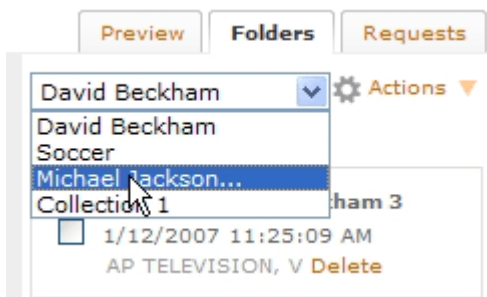 Preview Folders Requests
David Beckham Actions
David Beckham
Soccer
Michael Jackson...
Collection 1 ham 3
1/12/2007 11:25:09 AM
AP TELEVISION, V Delete